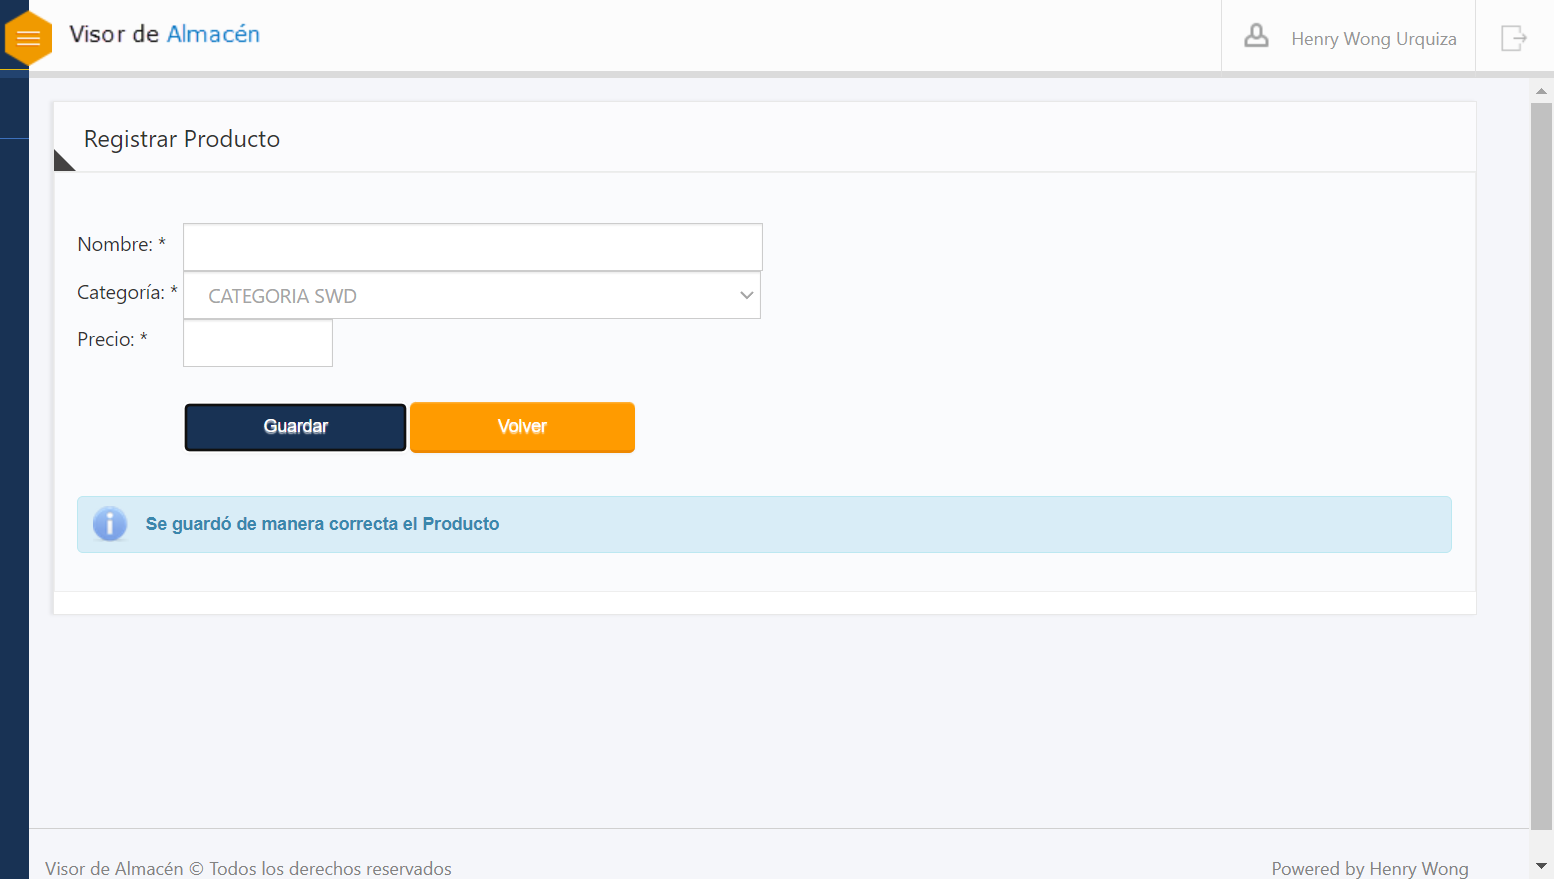 Visor de Almacén
Henry Wong Urquiza
Registrar Producto
Nombre: *
Categoría: * CATEGORIA SWD
Precio: *
Guardar Volver
Se guardó de manera correcta el Producto
Visor de Almacén © Todos los derechos reservados
Powered by Henry Wong